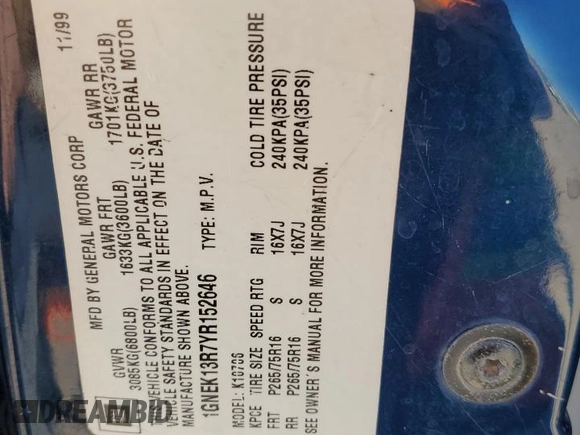 MFD BY GENERAL MOTORS CORP 11/99
GVWR GAWR FRT GAWR RR
3085KG(6800LB) 1633KG(3600LB) 1701KG(3750LB)
VEHICLE CONFORMS TO ALL APPLICABLE U.S. FEDERAL MOTOR
VEHICLE SAFETY STANDARDS IN EFFECT ON THE DATE OF
MANUFACTURE SHOWN ABOVE.
1GNEK13R7YR152646 TYPE: M.P.V.
MODEL: K10706
KPCE TIRE SIZE SPEED RTG RIM COLD TIRE PRESSURE
FRT P265/75R16 S 16X7J 240KPA(35PSI)
RR P265/75R16 S 16X7J 240KPA(35PSI)
SEE OWNER'S MANUAL FOR MORE INFORMATION.
DREAMBID